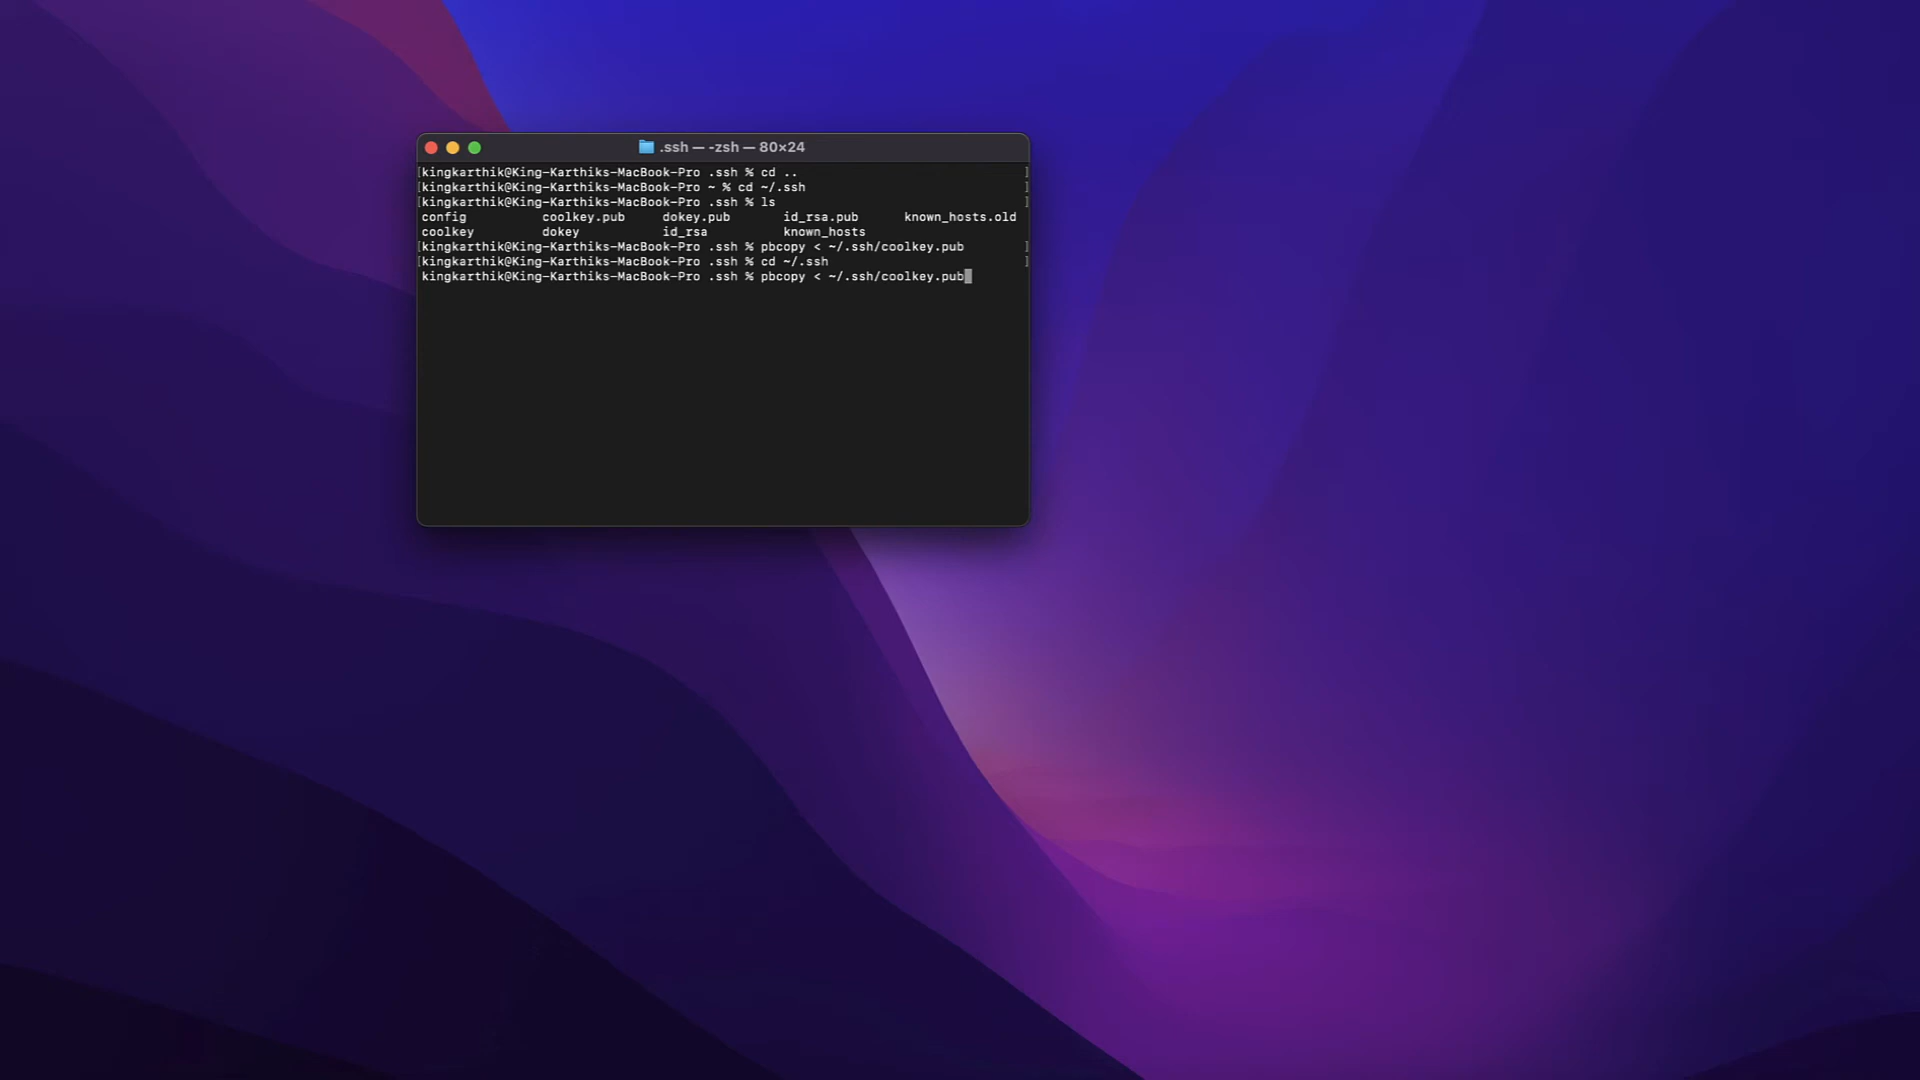 .ssh — -zsh — 80×24
[kingkarthik@King-Karthiks-MacBook-Pro .ssh % cd ..                            ]
[kingkarthik@King-Karthiks-MacBook-Pro ~ % cd ~/.ssh                           ]
[kingkarthik@King-Karthiks-MacBook-Pro .ssh % ls                               ]
config          coolkey.pub     dokey.pub       id_rsa.pub      known_hosts.old
coolkey         dokey           id_rsa          known_hosts
[kingkarthik@King-Karthiks-MacBook-Pro .ssh % pbcopy < ~/.ssh/coolkey.pub      ]
[kingkarthik@King-Karthiks-MacBook-Pro .ssh % cd ~/.ssh                        ]
kingkarthik@King-Karthiks-MacBook-Pro .ssh % pbcopy < ~/.ssh/coolkey.pub